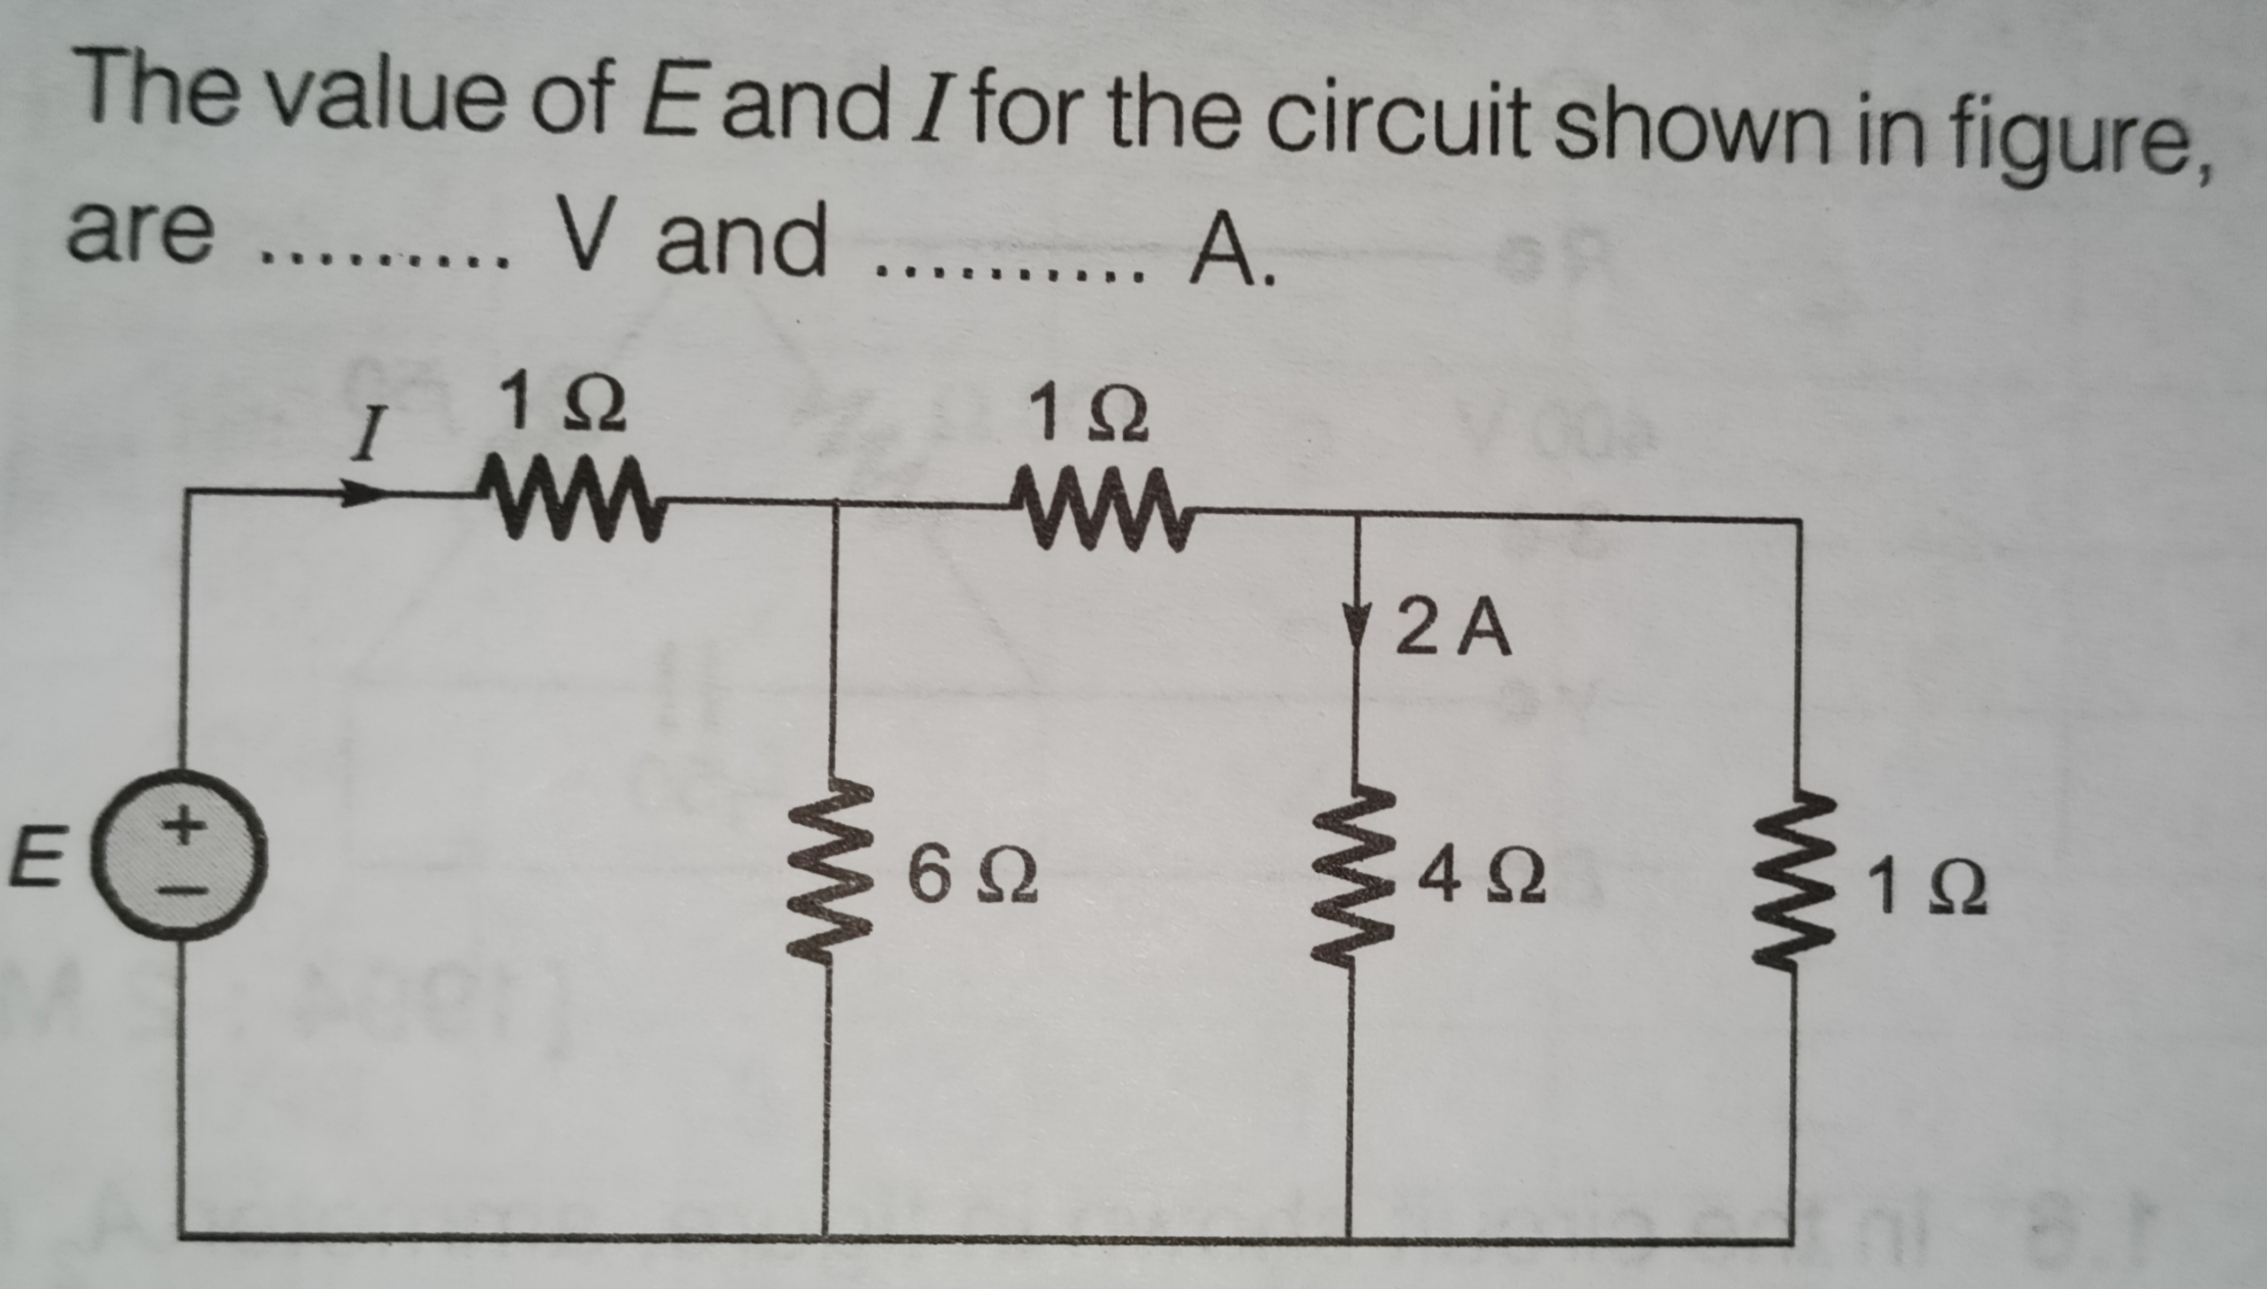 The value of E and I for the circuit shown in figure,
are ......... V and .......... A.
I 1 Ω 1 Ω
2 A
E + − 6 Ω 4 Ω 1 Ω